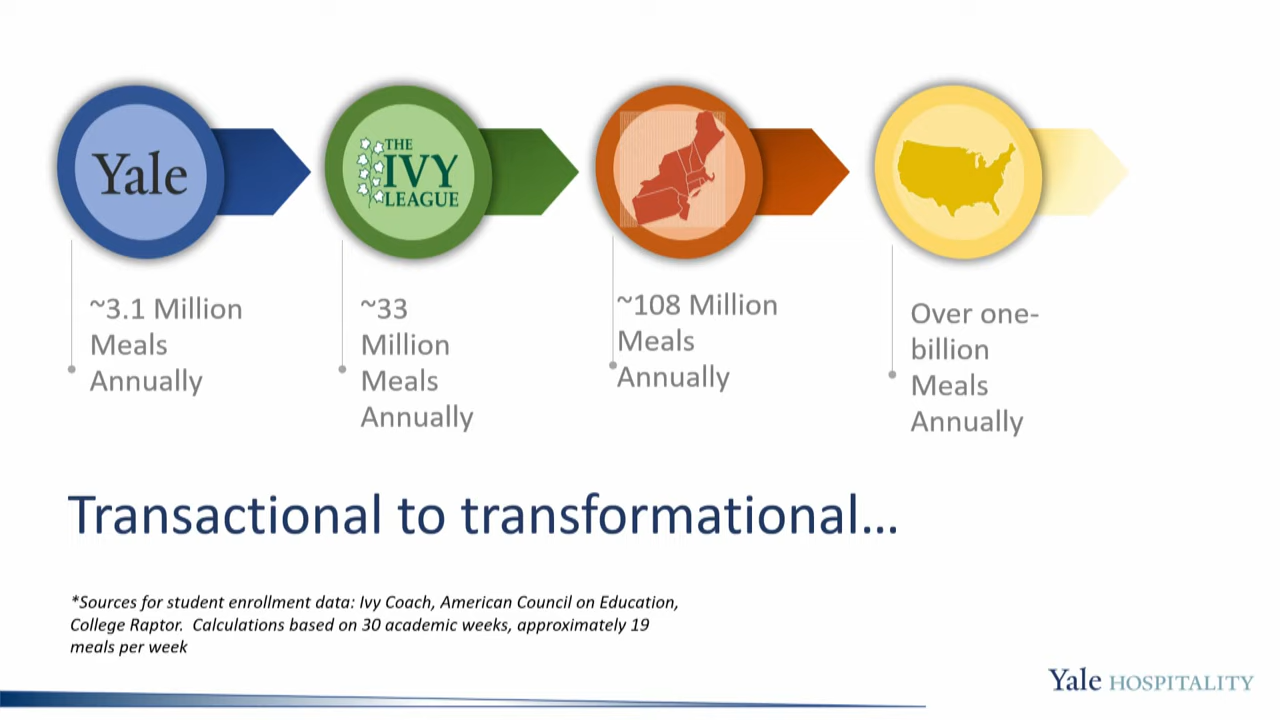 Yale
THE
IVY
LEAGUE
~3.1 Million
Meals
Annually
~33
Million
Meals
Annually
~108 Million
Meals
Annually
Over one-
billion
Meals
Annually
Transactional to transformational...
*Sources for student enrollment data: Ivy Coach, American Council on Education,
College Raptor.  Calculations based on 30 academic weeks, approximately 19
meals per week
Yale HOSPITALITY